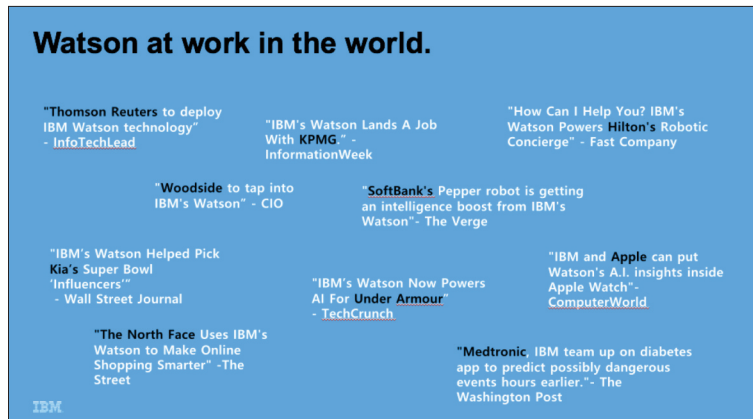 Watson at work in the world.
"Thomson Reuters to deploy
IBM Watson technology"
- InfoTechLead
"IBM's Watson Lands A Job
With KPMG." -
InformationWeek
"How Can I Help You? IBM's
Watson Powers Hilton's Robotic
Concierge" - Fast Company
"Woodside to tap into
IBM's Watson" - CIO
"SoftBank's Pepper robot is getting
an intelligence boost from IBM's
Watson"- The Verge
"IBM's Watson Helped Pick
Kia's Super Bowl
'Influencers'"
- Wall Street Journal
"IBM's Watson Now Powers
AI For Under Armour"
- TechCrunch
"IBM and Apple can put
Watson's A.I. insights inside
Apple Watch"-
ComputerWorld
"The North Face Uses IBM's
Watson to Make Online
Shopping Smarter" -The
Street
"Medtronic, IBM team up on diabetes
app to predict possibly dangerous
events hours earlier."- The
Washington Post
IBM